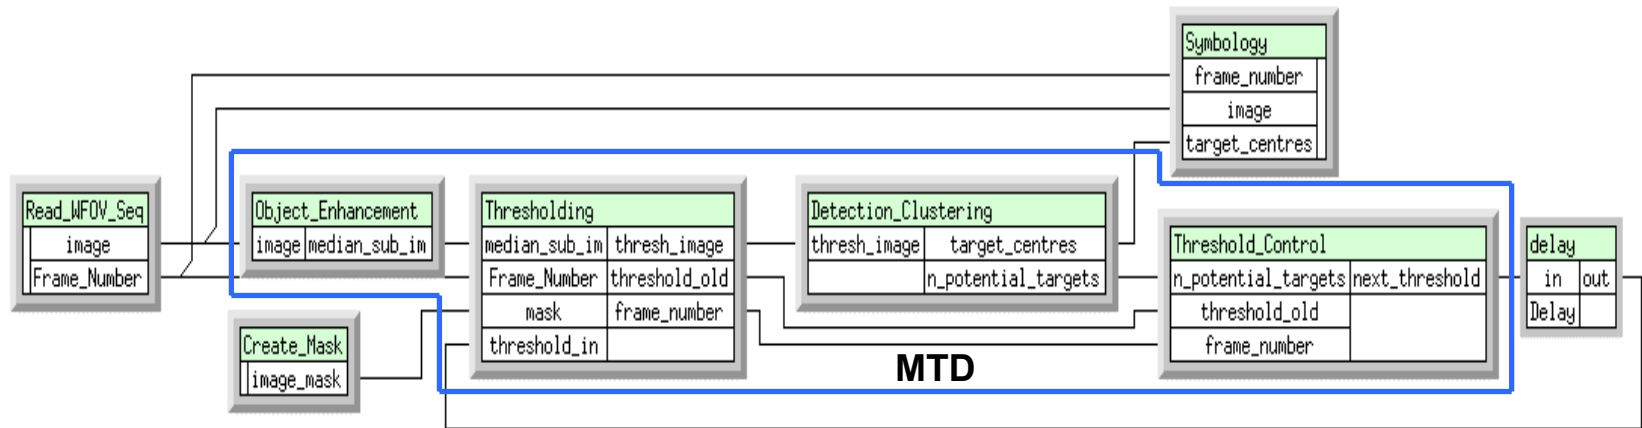 Symbology
frame_number
image
target_centres
Read_WFOV_Seq
image
Frame_Number
Object_Enhancement
image median_sub_im
Thresholding
median_sub_im thresh_image
Frame_Number threshold_old
mask frame_number
threshold_in
Detection_Clustering
thresh_image target_centres
n_potential_targets
Threshold_Control
n_potential_targets next_threshold
threshold_old
frame_number
delay
in out
Delay
Create_Mask
image_mask
MTD